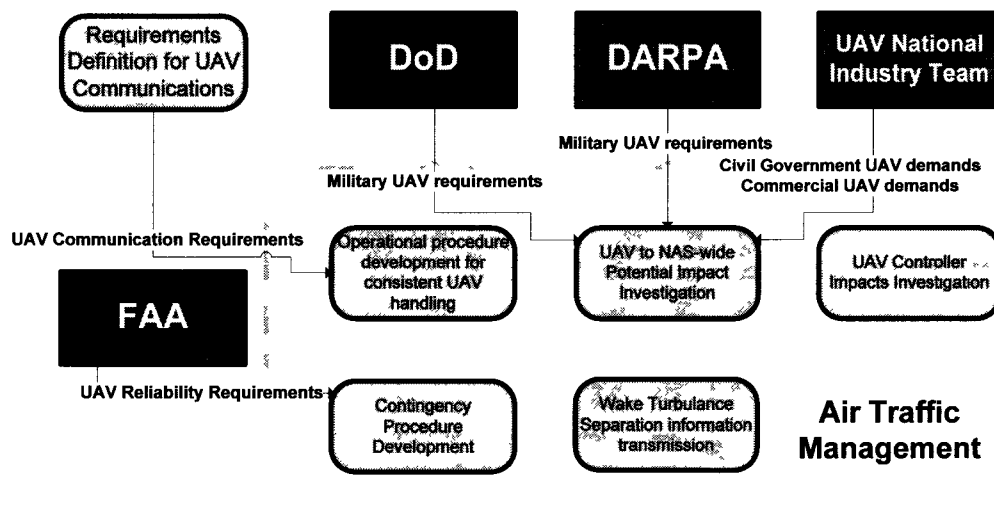 Requirements
Definition for UAV
Communications
DoD
DARPA
UAV National
Industry Team
Military UAV requirements
Military UAV requirements
Civil Government UAV demands
Commercial UAV demands
UAV Communication Requirements
Operational procedure
development for
consistent UAV
handling
UAV to NAS-wide
Potential Impact
Investigation
UAV Controller
Impacts Investigation
FAA
UAV Reliability Requirements
Contingency
Procedure
Development
Wake Turbulance
Separation information
transmission
Air Traffic
Management